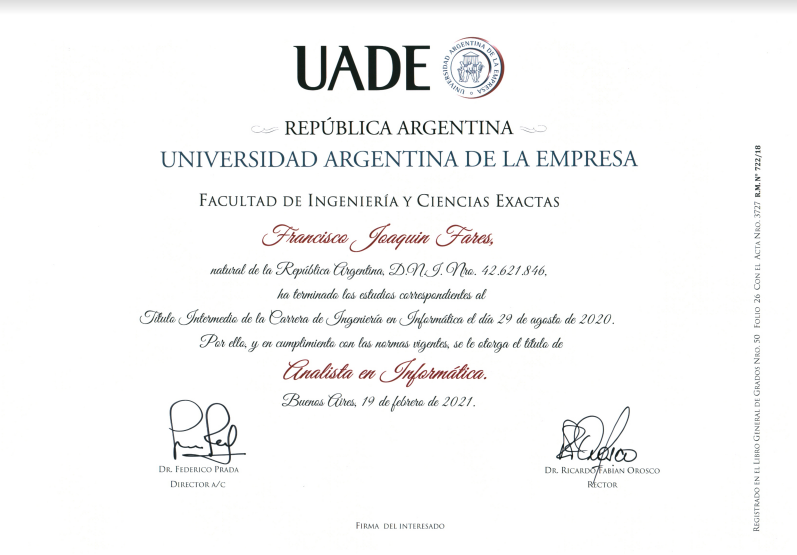 UADE
UNIVERSIDAD ARGENTINA DE LA EMPRESA
REPÚBLICA ARGENTINA
UNIVERSIDAD ARGENTINA DE LA EMPRESA
FACULTAD DE INGENIERÍA Y CIENCIAS EXACTAS
Francisco Joaquin Fares,
natural de la República Argentina, D.N.I. Nro. 42.621.846,
ha terminado los estudios correspondientes al
Título Intermedio de la Carrera de Ingeniería en Informática el día 29 de agosto de 2020.
Por ello, y en cumplimiento con las normas vigentes, se le otorga el título de
Analista en Informática.
Buenos Aires, 19 de febrero de 2021.
DR. FEDERICO PRADA
DIRECTOR A/C
DR. RICARDO FABIAN OROSCO
RECTOR
FIRMA DEL INTERESADO
REGISTRADO EN EL LIBRO GENERAL DE GRADOS NRO. 50 FOLIO 26 CON EL ACTA NRO. 3727 R.M. Nº 722/18